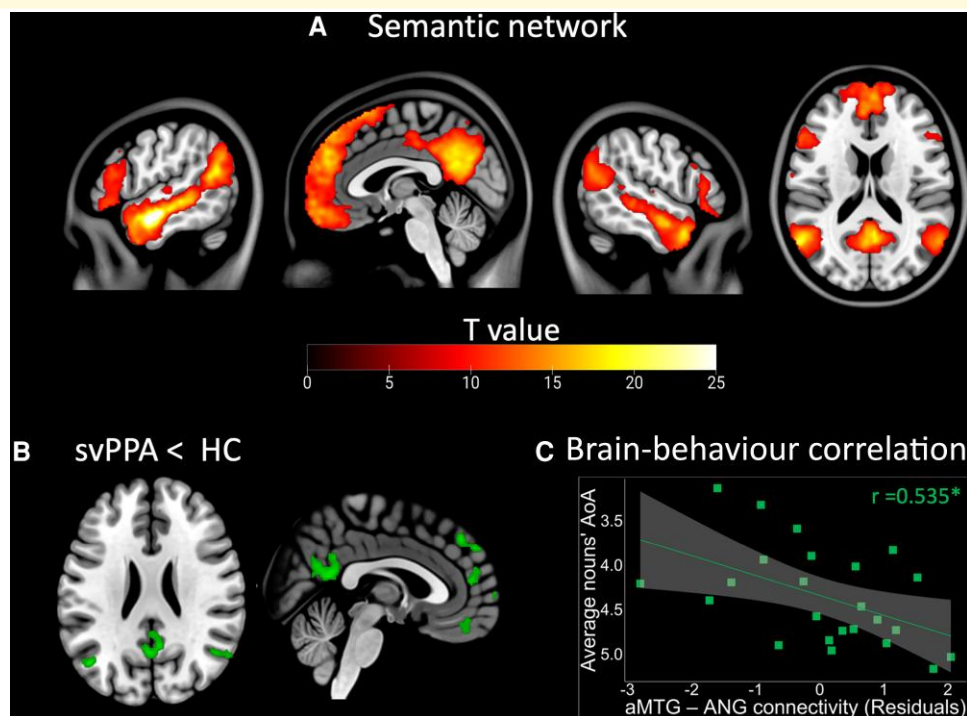 A Semantic network
T value
0 5 10 15 20 25
B svPPA < HC
C Brain-behaviour correlation
r =0.535*
Average nouns' AoA
3.5
4.0
4.5
5.0
-3 -2 -1 0 1 2
aMTG – ANG connectivity (Residuals)